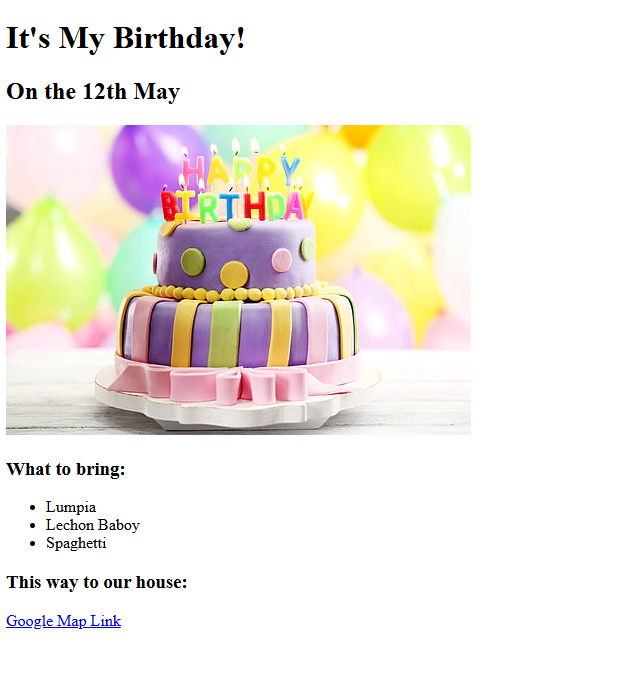 It's My Birthday!
On the 12th May
HAPPY
BIRTHDAY
What to bring:
Lumpia
Lechon Baboy
Spaghetti
This way to our house:
Google Map Link